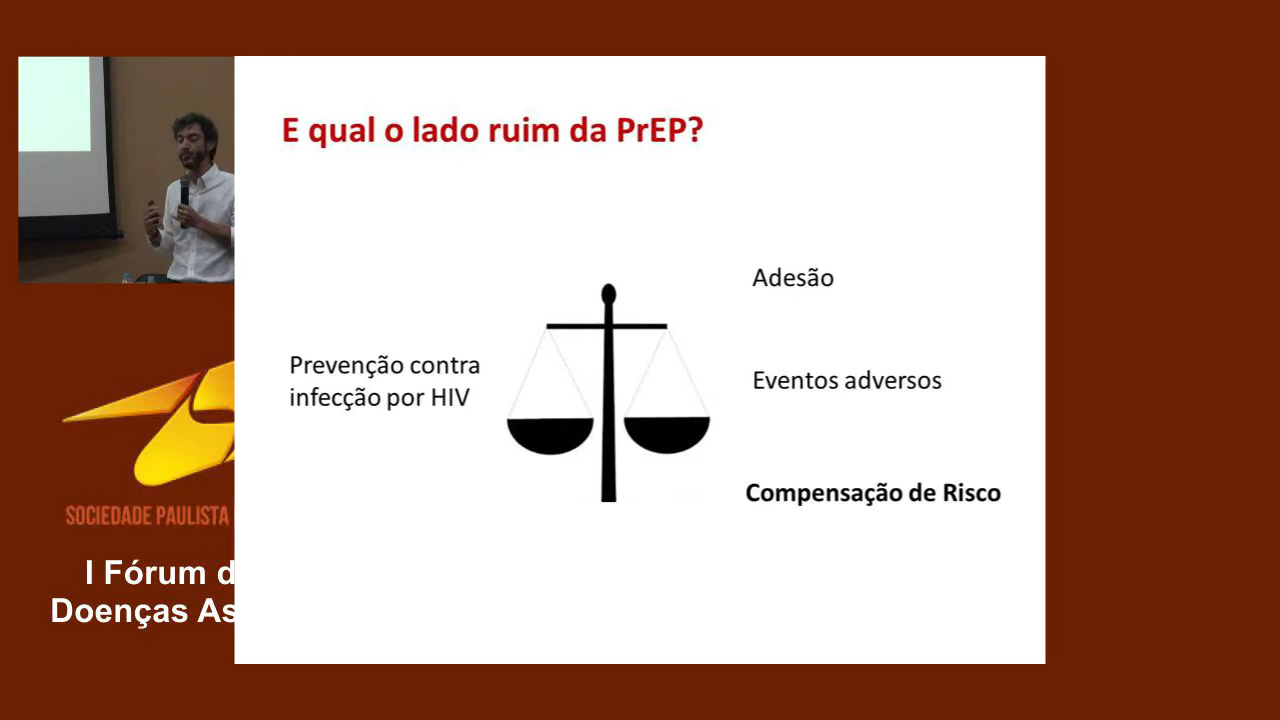 E qual o lado ruim da PrEP?
Adesão
Prevenção contra
infecção por HIV
Eventos adversos
Compensação de Risco
SOCIEDADE PAULISTA
I Fórum d
Doenças As